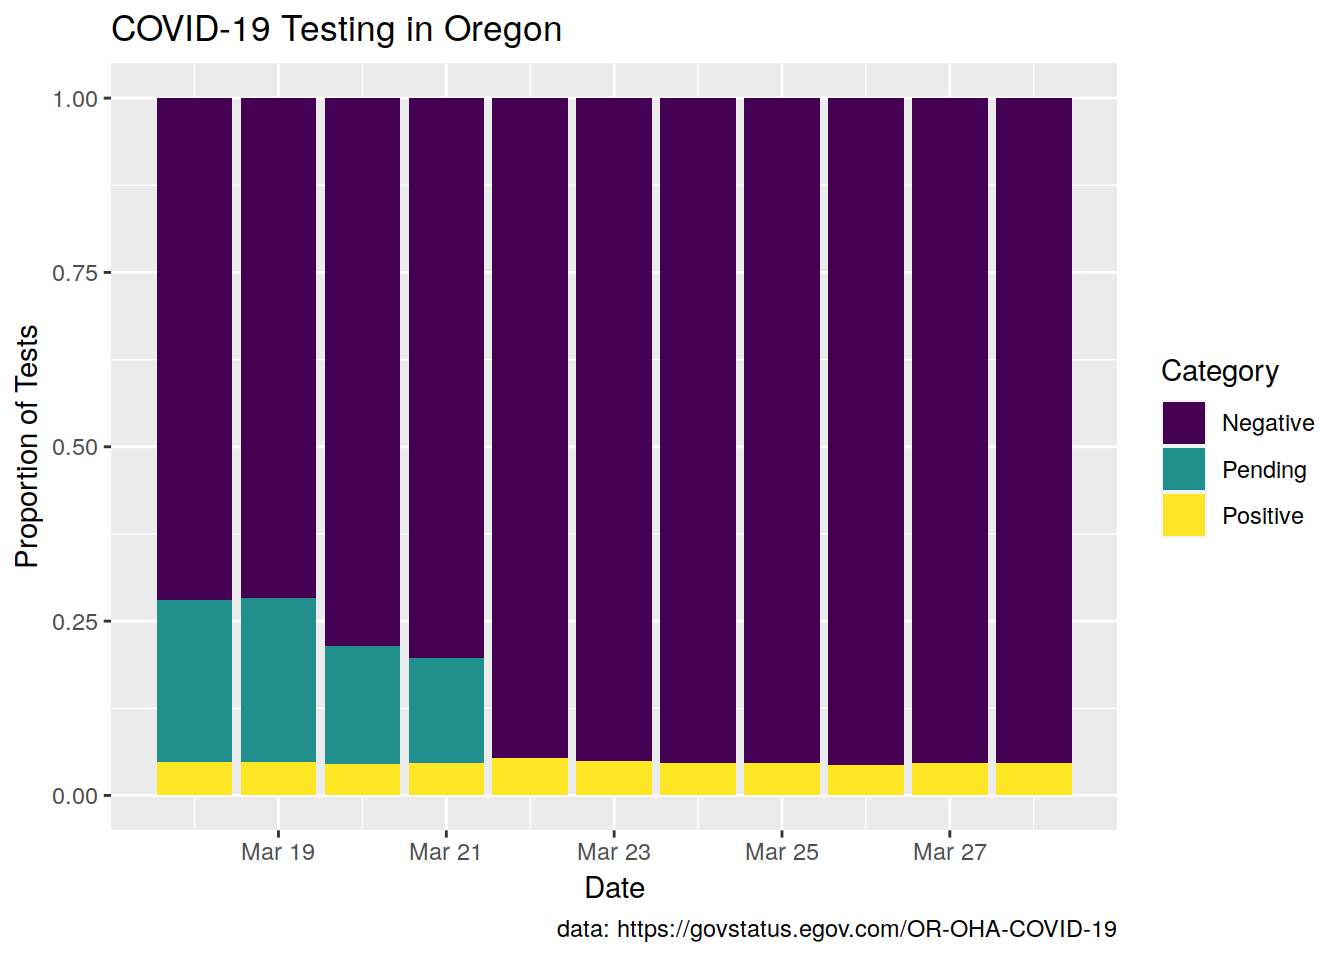 COVID-19 Testing in Oregon
1.00
0.75
0.50
0.25
0.00
Proportion of Tests
Mar 19
Mar 21
Mar 23
Mar 25
Mar 27
Date
Category
Negative
Pending
Positive
data: https://govstatus.egov.com/OR-OHA-COVID-19